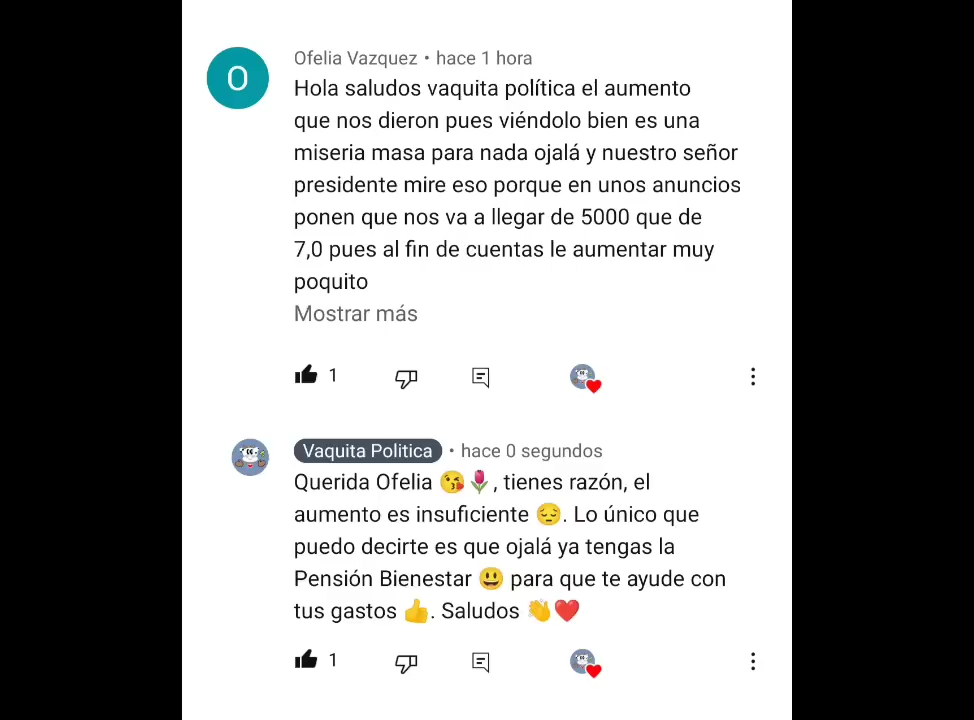 O
Ofelia Vazquez • hace 1 hora
Hola saludos vaquita política el aumento
que nos dieron pues viéndolo bien es una
miseria masa para nada ojalá y nuestro señor
presidente mire eso porque en unos anuncios
ponen que nos va a llegar de 5000 que de
7,0 pues al fin de cuentas le aumentar muy
poquito
Mostrar más
1
Vaquita Politica • hace 0 segundos
Querida Ofelia 😘🌷, tienes razón, el
aumento es insuficiente 😔. Lo único que
puedo decirte es que ojalá ya tengas la
Pensión Bienestar 😃 para que te ayude con
tus gastos 👍. Saludos 👏❤️
1